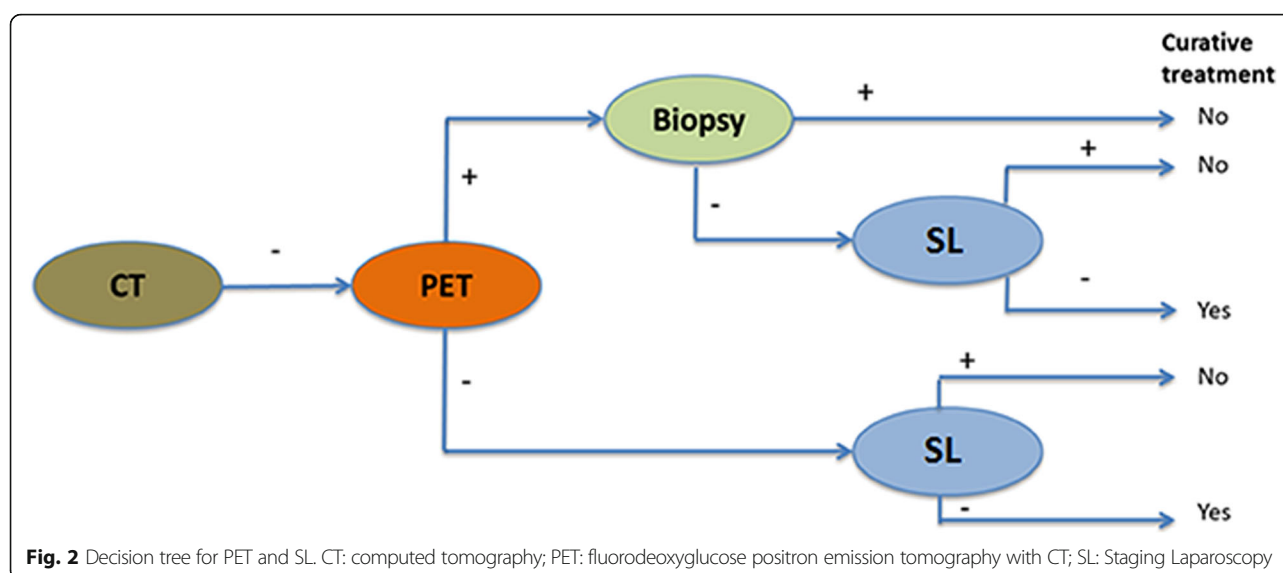 Curative
treatment
+
Biopsy
No
+
No
+
-
SL
-
CT
PET
-
Yes
+
No
-
SL
-
Yes
Fig. 2 Decision tree for PET and SL. CT: computed tomography; PET: fluorodeoxyglucose positron emission tomography with CT; SL: Staging Laparoscopy